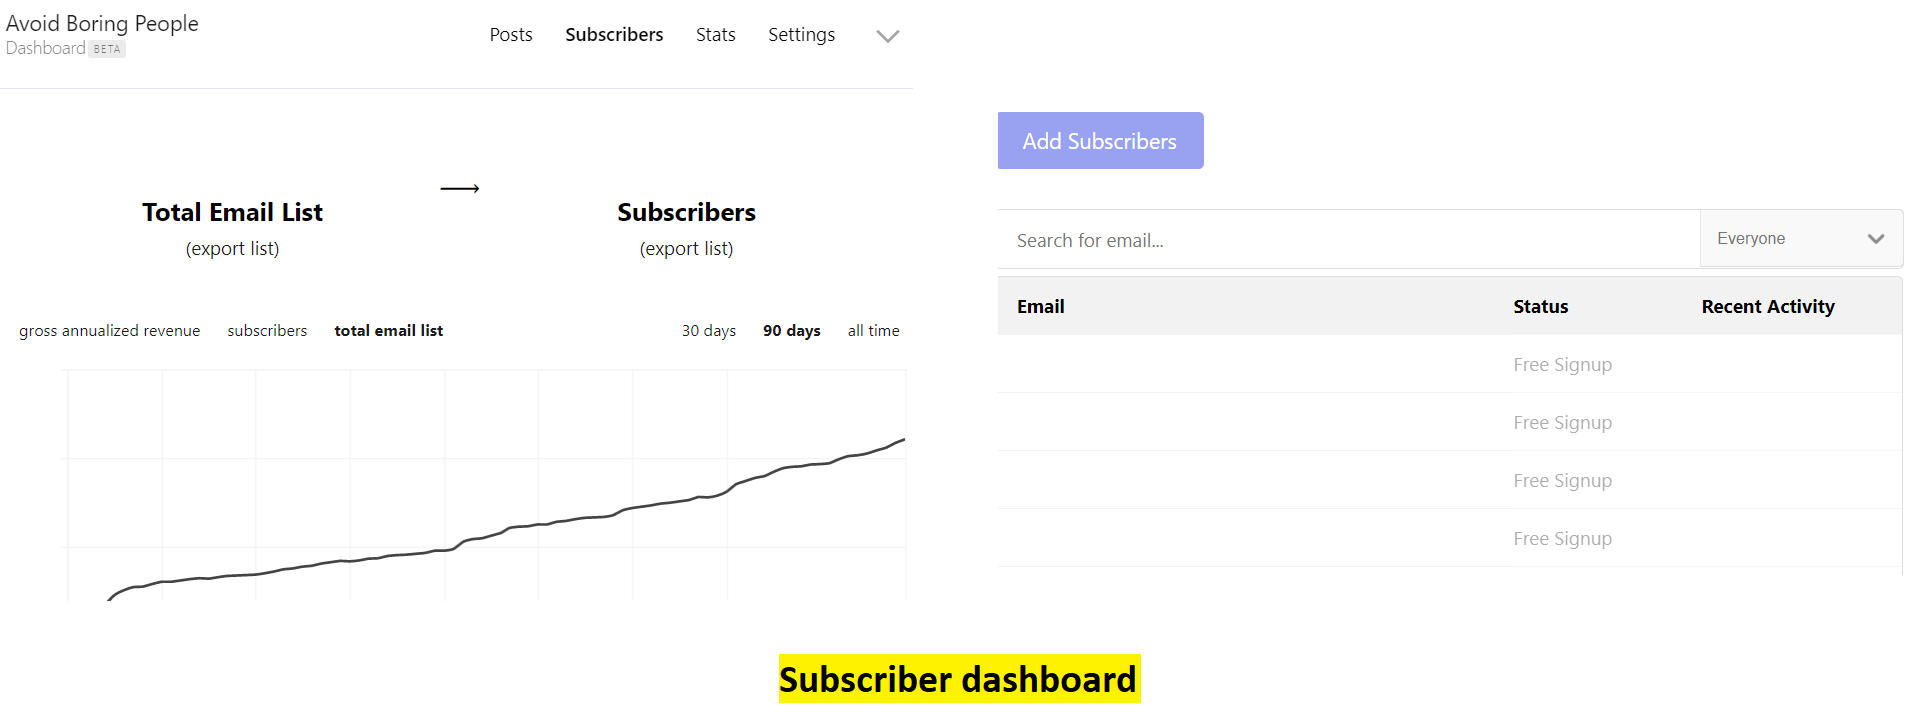 Avoid Boring People
Dashboard BETA
Posts Subscribers Stats Settings
Total Email List
(export list)
Subscribers
(export list)
gross annualized revenue subscribers total email list
30 days 90 days all time
Add Subscribers
Search for email...
Everyone
Email Status Recent Activity
Free Signup
Free Signup
Free Signup
Free Signup
Subscriber dashboard